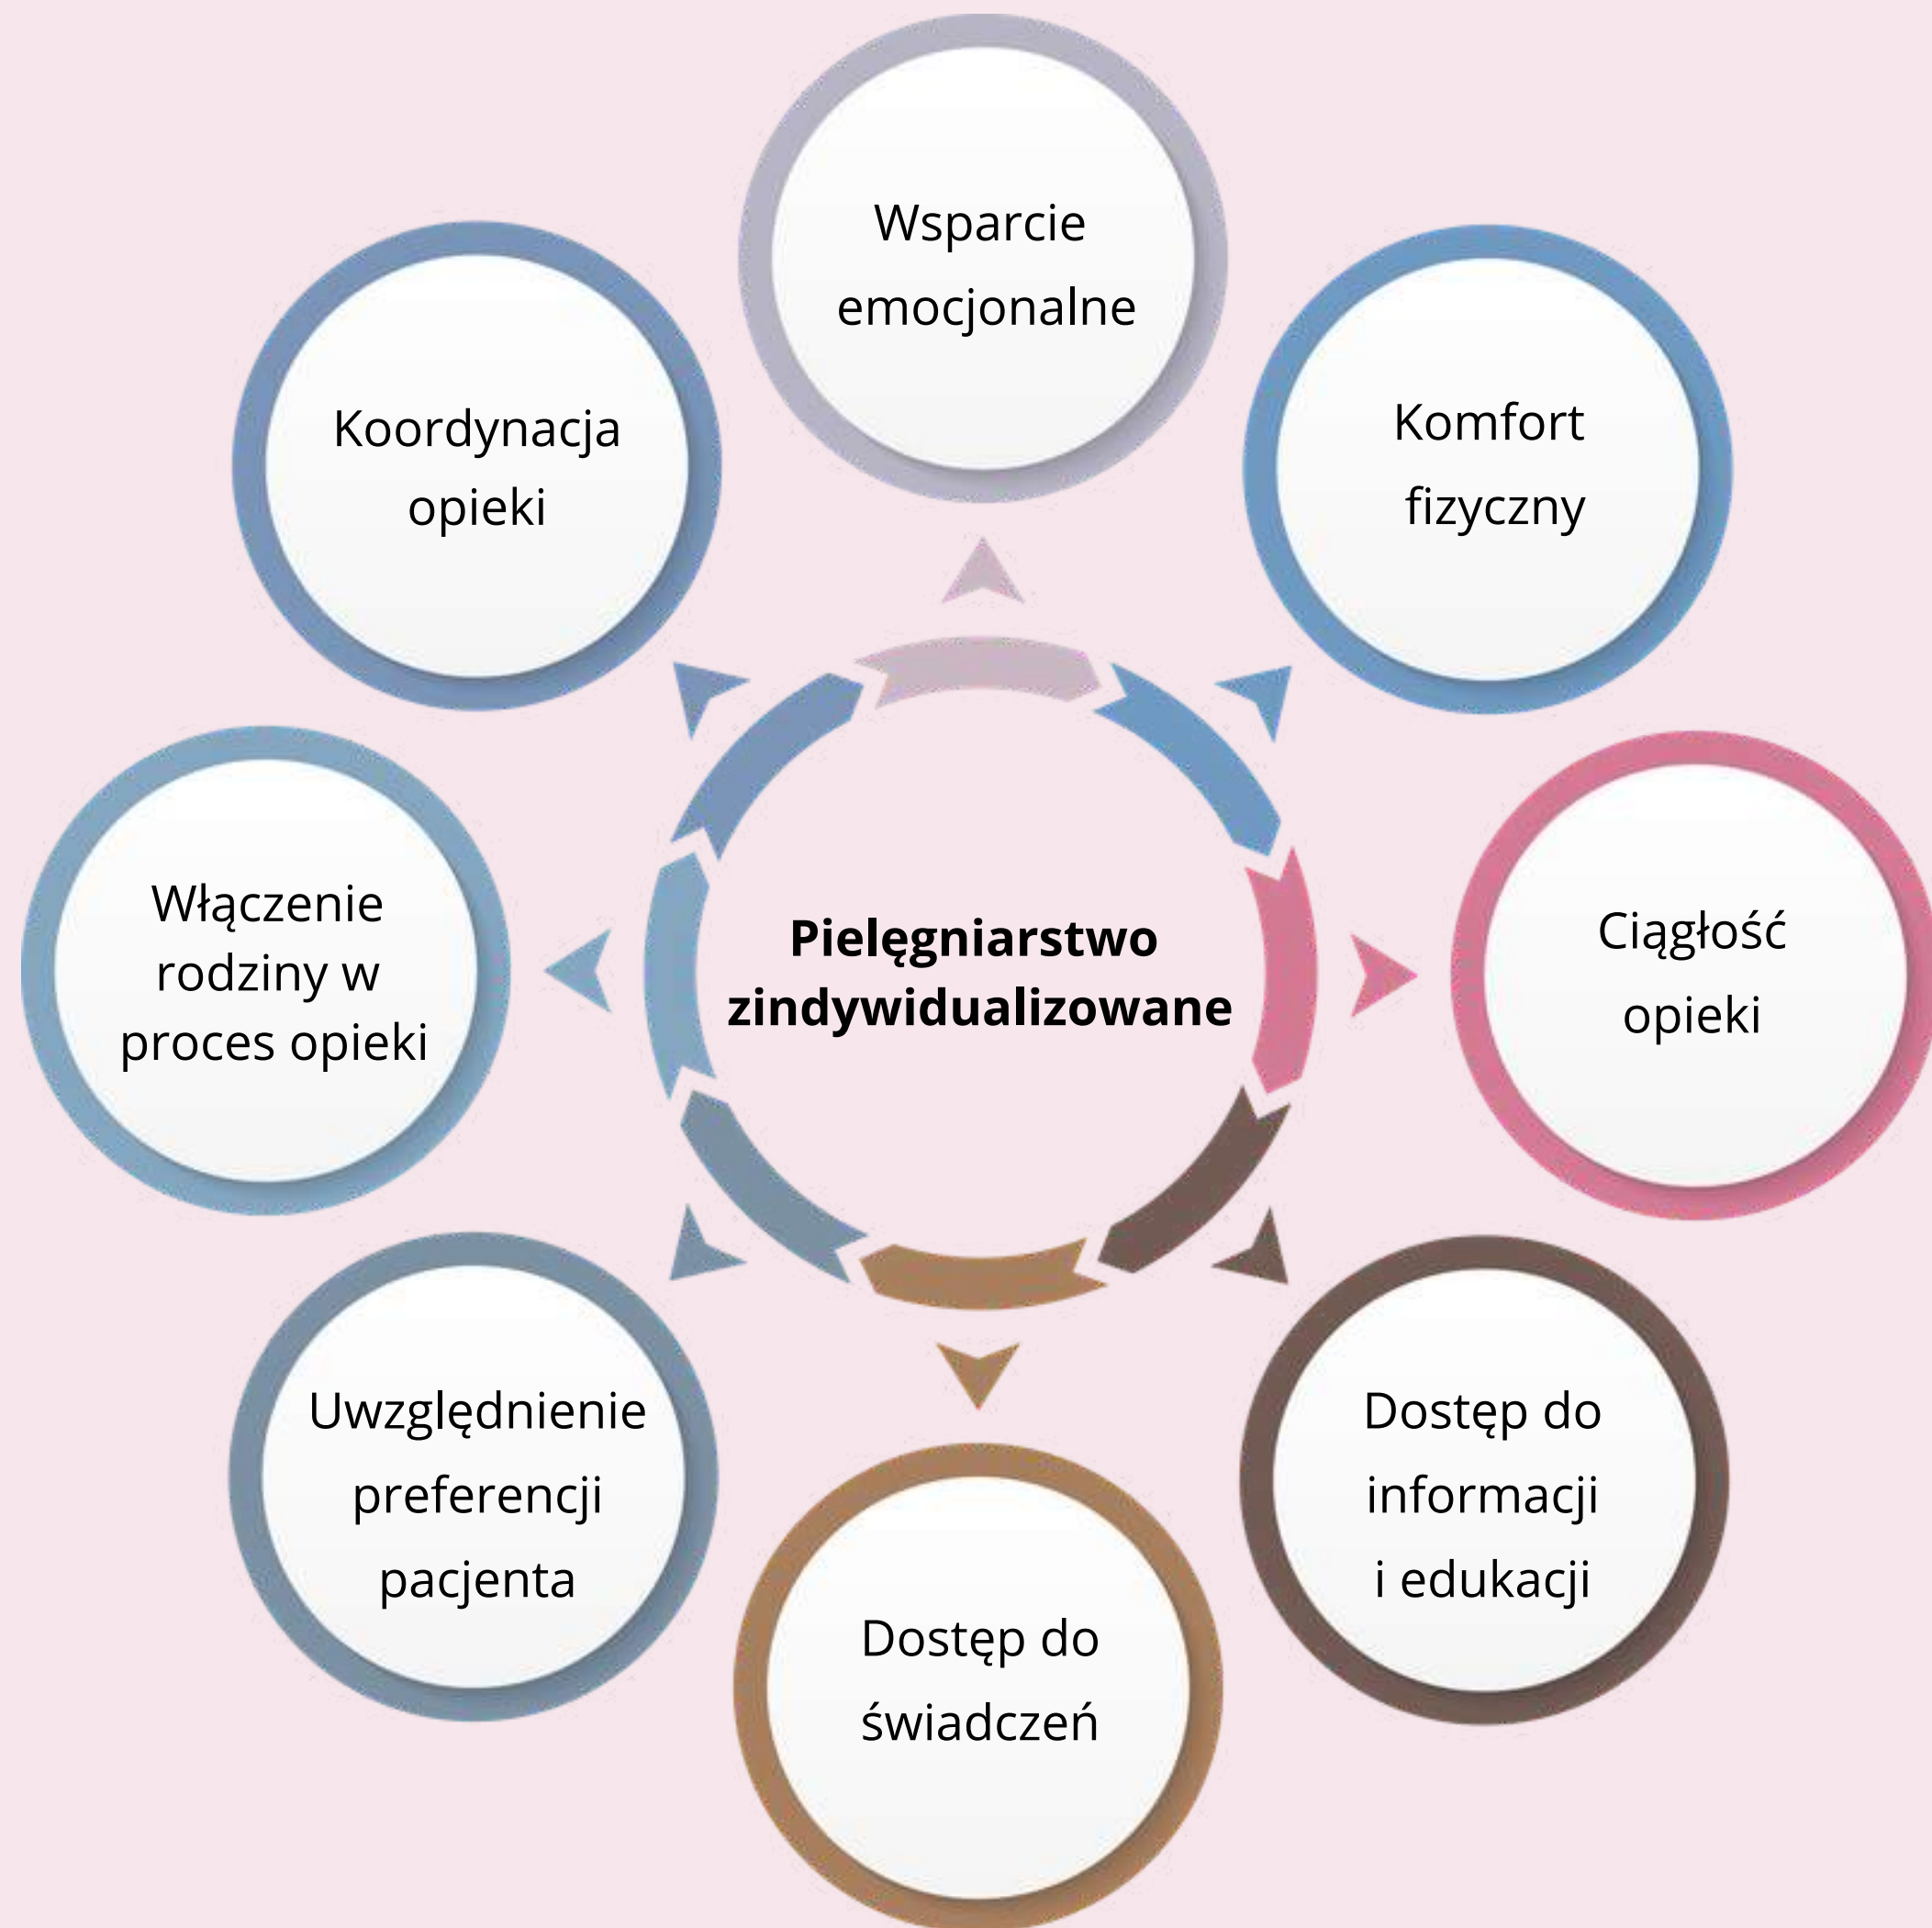 Wsparcie
emocjonalne
Komfort
fizyczny
Ciągłość
opieki
Dostęp do
informacji
i edukacji
Dostęp do
świadczeń
Uwzględnienie
preferencji
pacjenta
Włączenie
rodziny w
proces opieki
Koordynacja
opieki
Pielęgniarstwo
zindywidualizowane